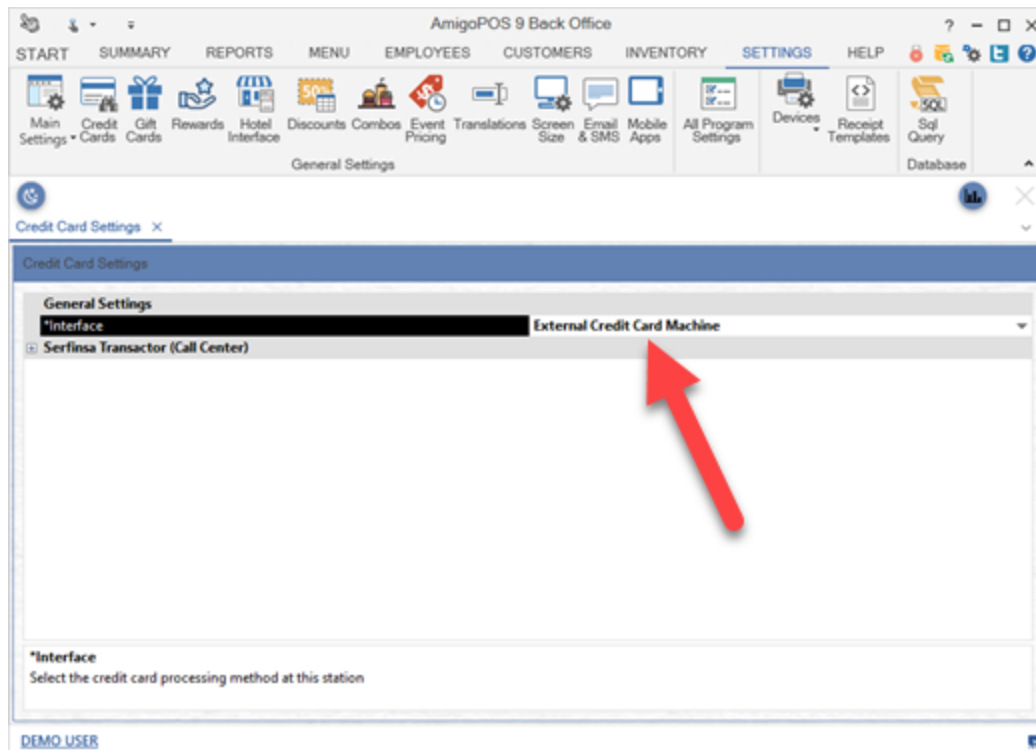 AmigoPOS 9 Back Office
START SUMMARY REPORTS MENU EMPLOYEES CUSTOMERS INVENTORY SETTINGS HELP
Main Settings
Credit Cards
Gift Cards
Rewards
Hotel Interface
50%
Discounts
Combos
Event Pricing
Translations
Screen Size
Email & SMS
Mobile Apps
All Program Settings
Devices
Receipt Templates
SQL
Sql Query
General Settings
Database
Credit Card Settings
Credit Card Settings
General Settings
*Interface External Credit Card Machine
Serfinsa Transactor (Call Center)
*Interface
Select the credit card processing method at this station
DEMO USER